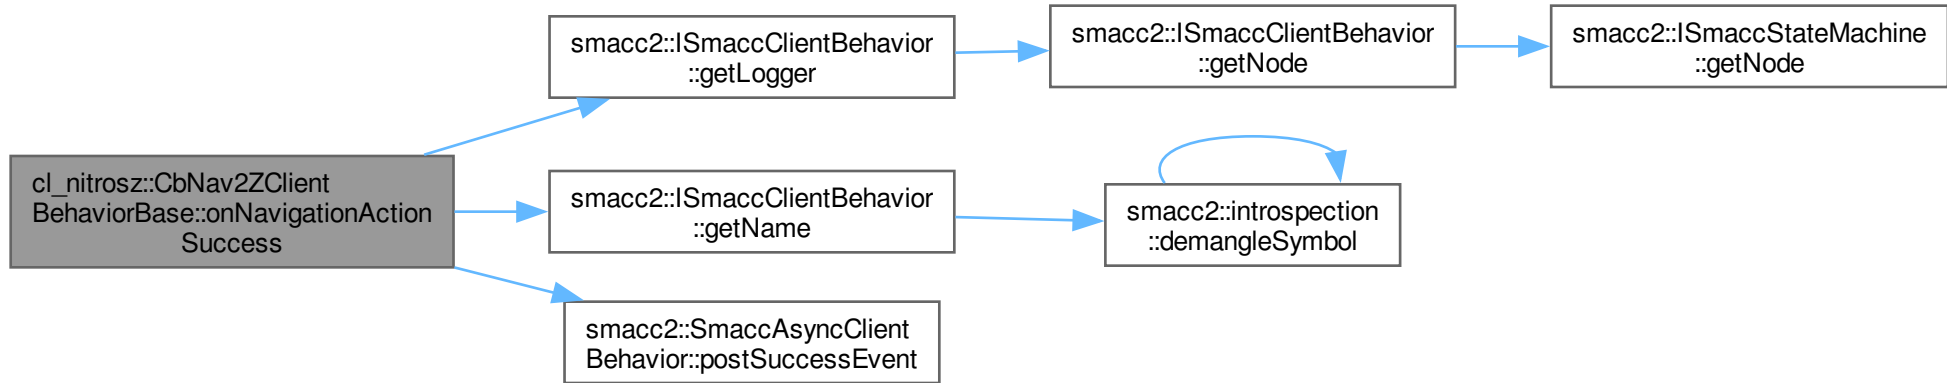 cl_nitrosz::CbNav2ZClient
BehaviorBase::onNavigationAction
Success
smacc2::ISmaccClientBehavior
::getLogger
smacc2::ISmaccClientBehavior
::getNode
smacc2::ISmaccStateMachine
::getNode
smacc2::ISmaccClientBehavior
::getName
smacc2::introspection
::demangleSymbol
smacc2::SmaccAsyncClient
Behavior::postSuccessEvent